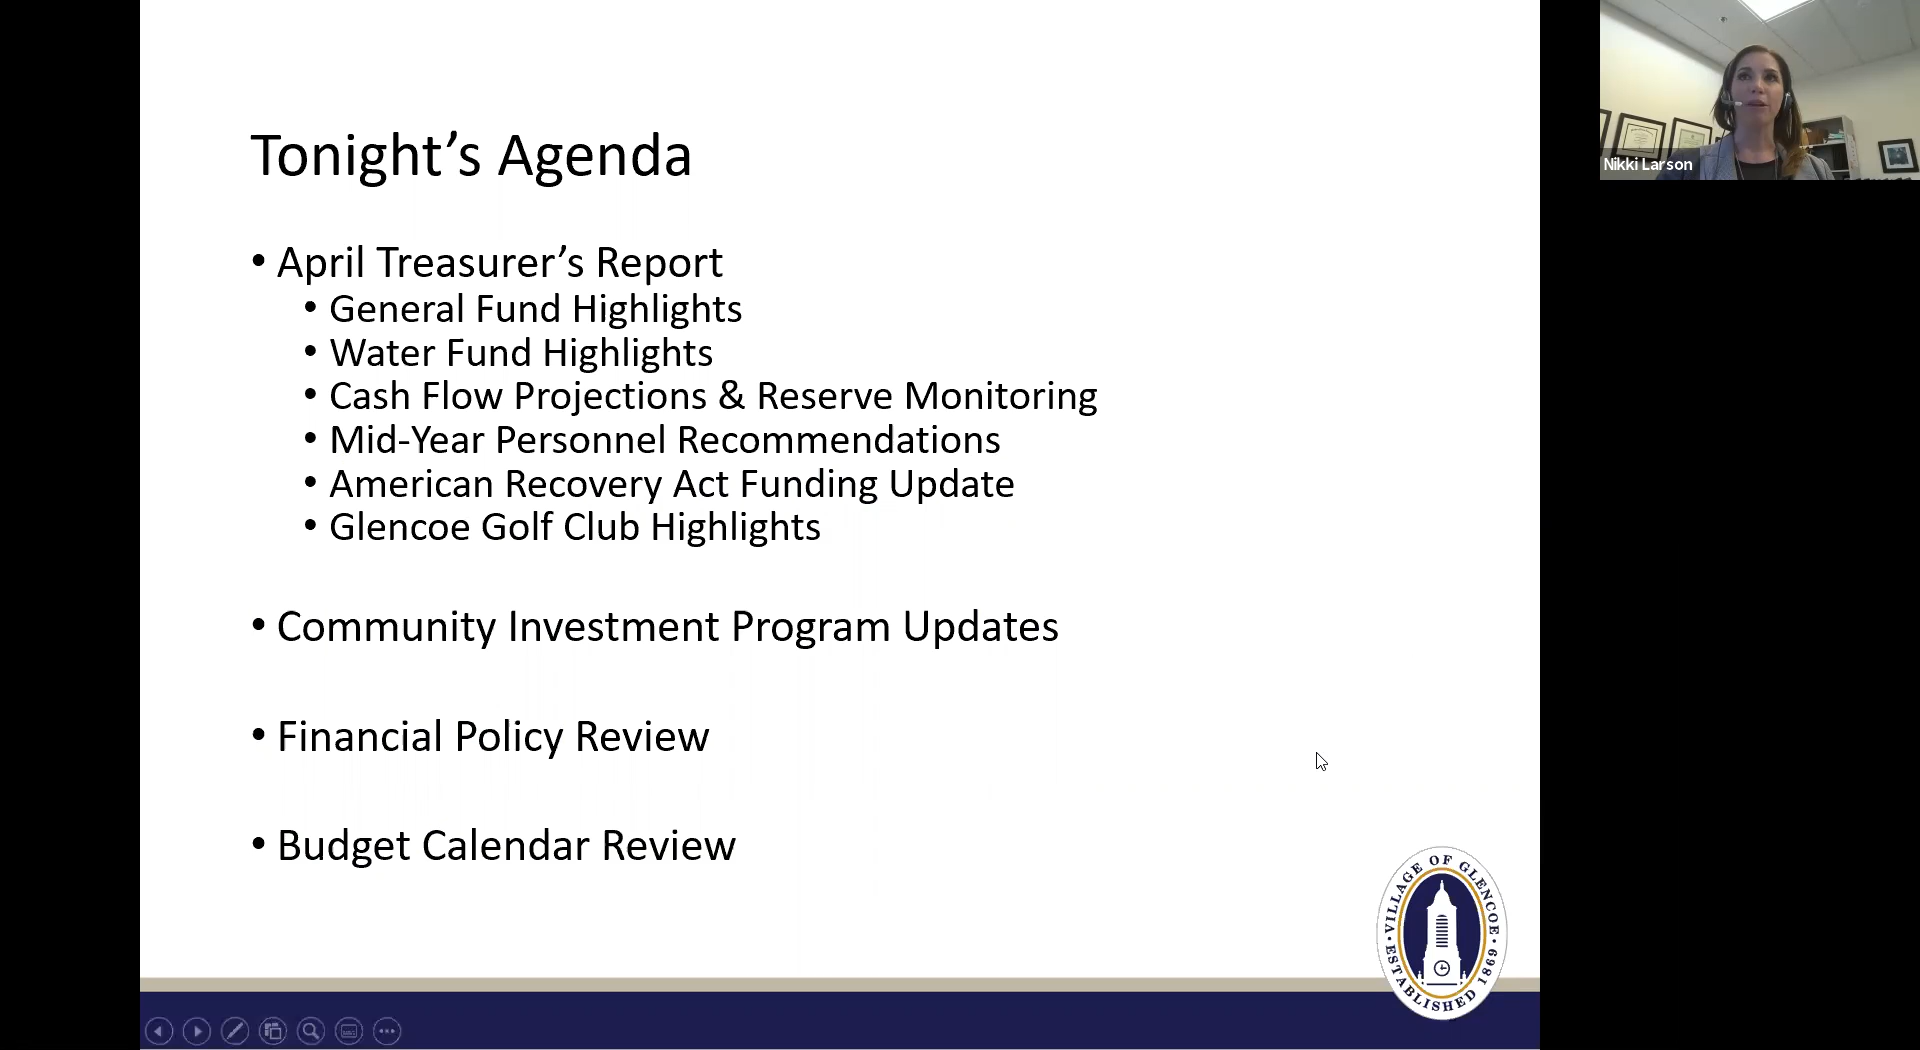 Tonight’s Agenda
• April Treasurer’s Report
• General Fund Highlights
• Water Fund Highlights
• Cash Flow Projections & Reserve Monitoring
• Mid-Year Personnel Recommendations
• American Recovery Act Funding Update
• Glencoe Golf Club Highlights
• Community Investment Program Updates
• Financial Policy Review
• Budget Calendar Review
Nikki Larson
VILLAGE OF GLENCOE
• ESTABLISHED 1869 •